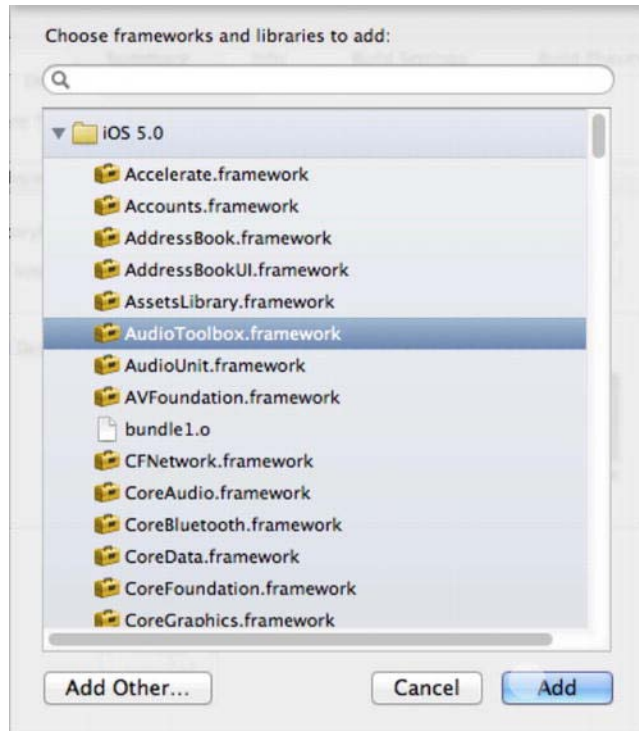 Choose frameworks and libraries to add:
iOS 5.0
Accelerate.framework
Accounts.framework
AddressBook.framework
AddressBookUI.framework
AssetsLibrary.framework
AudioToolbox.framework
AudioUnit.framework
AVFoundation.framework
bundle1.o
CFNetwork.framework
CoreAudio.framework
CoreBluetooth.framework
CoreData.framework
CoreFoundation.framework
CoreGraphics.framework
Add Other... Cancel Add